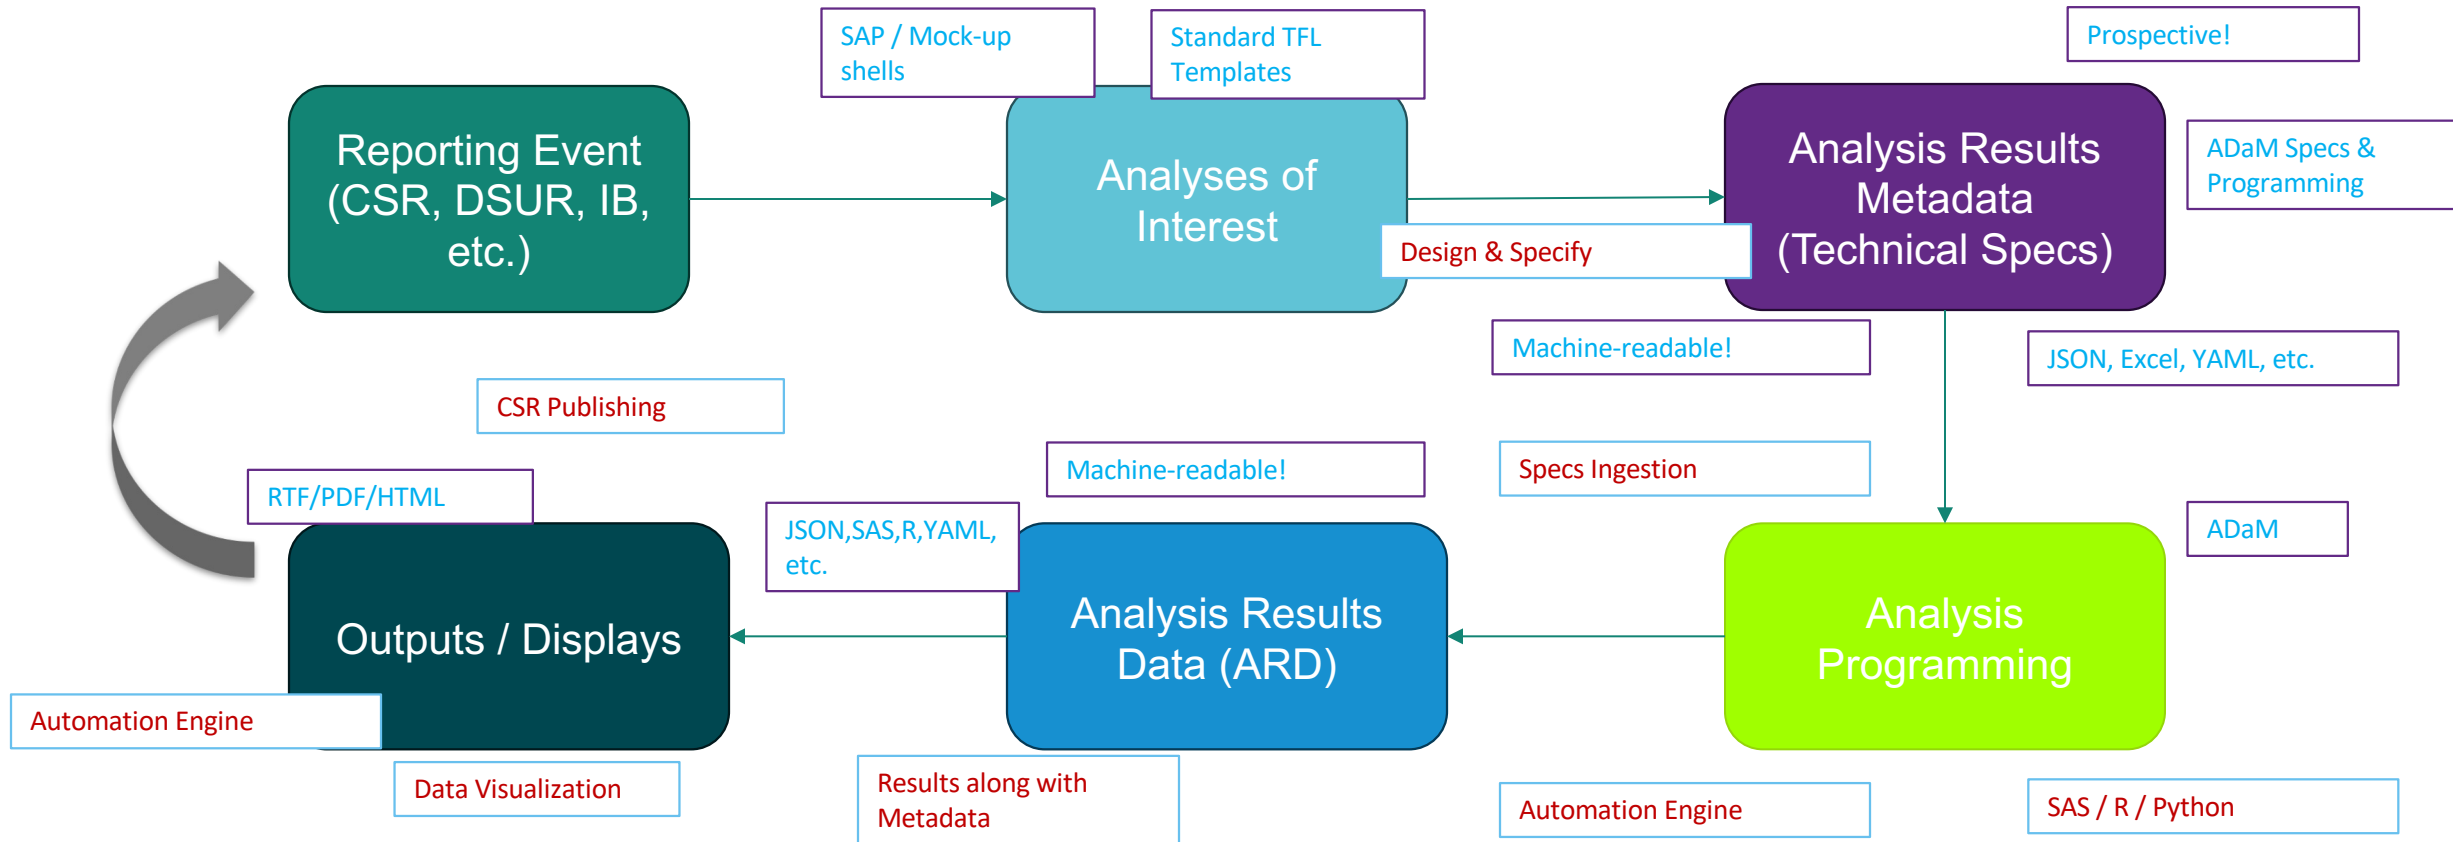 SAP / Mock-up
shells
Standard TFL
Templates
Prospective!
Reporting Event
(CSR, DSUR, IB,
etc.)
Analyses of
Interest
Analysis Results
Metadata
(Technical Specs)
ADaM Specs &
Programming
Design & Specify
Machine-readable!
JSON, Excel, YAML, etc.
CSR Publishing
Machine-readable!
Specs Ingestion
RTF/PDF/HTML
JSON,SAS,R,YAML,
etc.
ADaM
Outputs / Displays
Analysis Results
Data (ARD)
Analysis
Programming
Automation Engine
Data Visualization
Results along with
Metadata
Automation Engine
SAS / R / Python